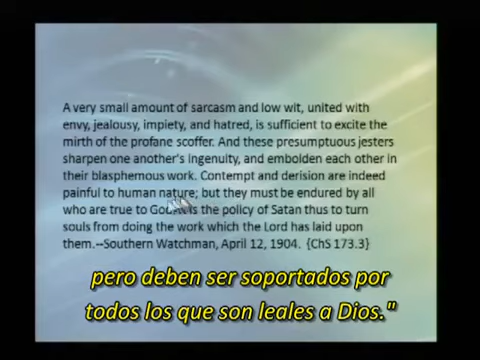 A very small amount of sarcasm and low wit, united with
envy, jealousy, impiety, and hatred, is sufficient to excite the
mirth of the profane scoffer. And these presumptuous jesters
sharpen one another's ingenuity, and embolden each other in
their blasphemous work. Contempt and derision are indeed
painful to human nature; but they must be endured by all
who are true to is the policy of Satan thus to turn
souls from doing the work which the Lord has laid upon
them.--Southern Watchman, April 12, 1904. {ChS 173.3}
pero deben ser soportados por
todos los que son leales a Dios."